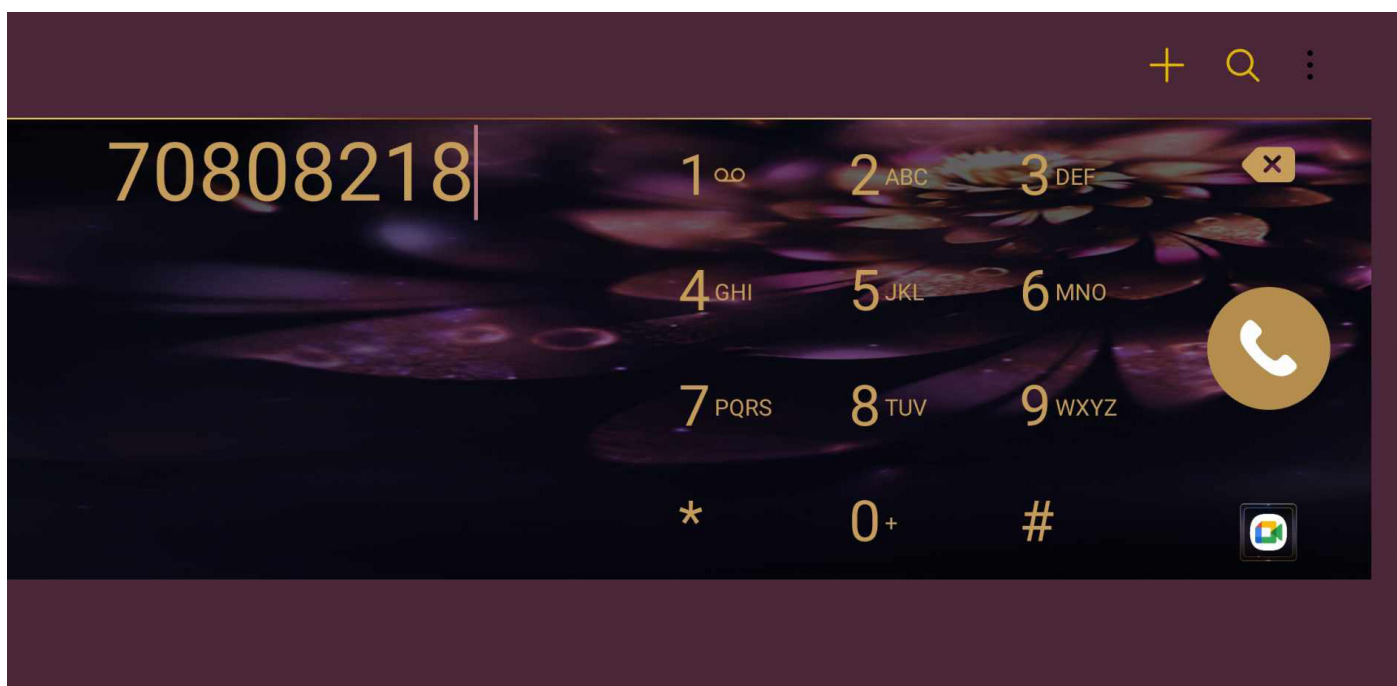 70808218
1 2 ABC 3 DEF
4 GHI 5 JKL 6 MNO
7 PQRS 8 TUV 9 WXYZ
* 0 + #